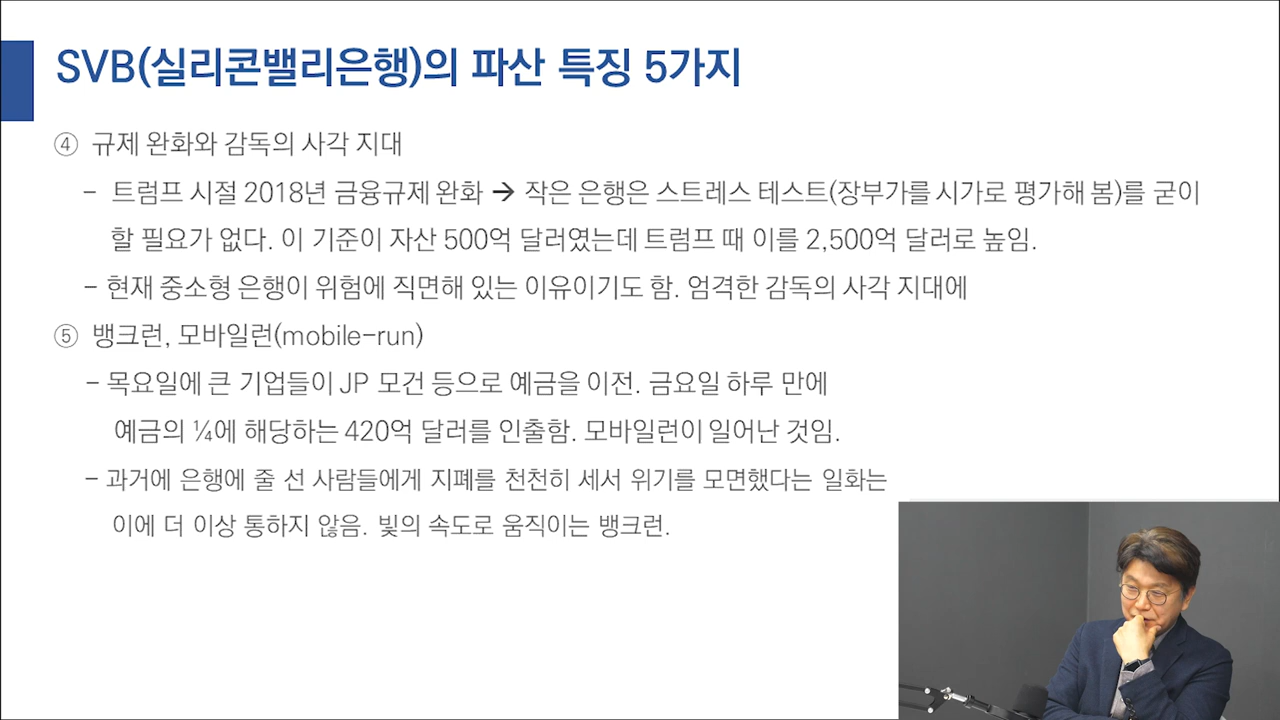 SVB(실리콘밸리은행)의 파산 특징 5가지
④ 규제 완화와 감독의 사각 지대
- 트럼프 시절 2018년 금융규제 완화 → 작은 은행은 스트레스 테스트(장부가를 시가로 평가해 봄)를 굳이
할 필요가 없다. 이 기준이 자산 500억 달러였는데 트럼프 때 이를 2,500억 달러로 높임.
- 현재 중소형 은행이 위험에 직면해 있는 이유이기도 함. 엄격한 감독의 사각 지대에
⑤ 뱅크런, 모바일런(mobile-run)
- 목요일에 큰 기업들이 JP 모건 등으로 예금을 이전. 금요일 하루 만에
예금의 ¼에 해당하는 420억 달러를 인출함. 모바일런이 일어난 것임.
- 과거에 은행에 줄 선 사람들에게 지폐를 천천히 세서 위기를 모면했다는 일화는
이에 더 이상 통하지 않음. 빛의 속도로 움직이는 뱅크런.